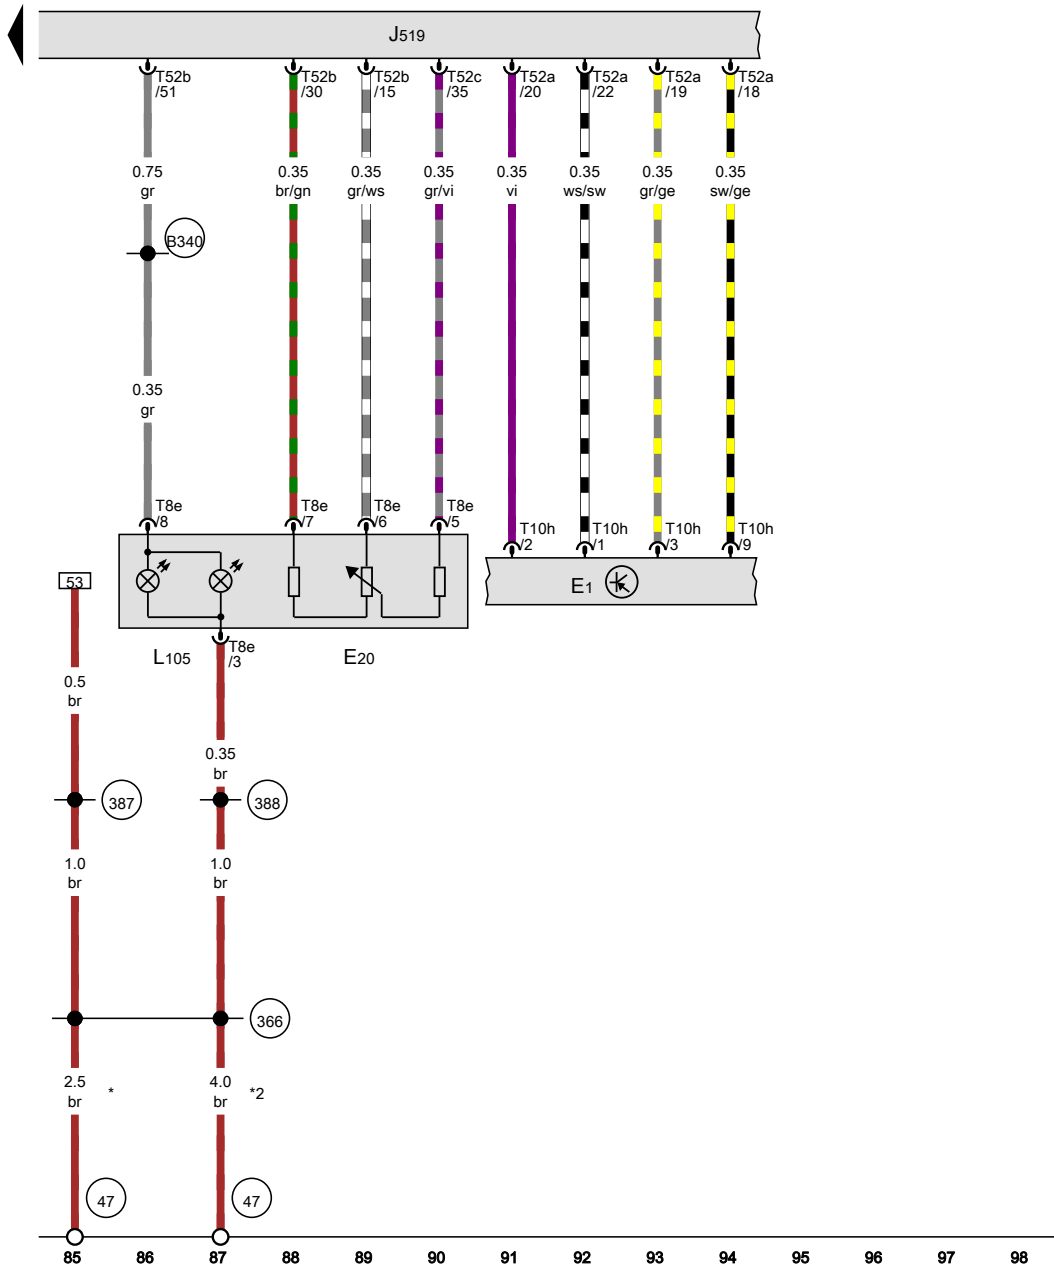 J519
T52b
/51
T52b
/30
T52b
/15
T52c
/35
T52a
/20
T52a
/22
T52a
/19
T52a
/18
0.75
gr
0.35
br/gn
0.35
gr/ws
0.35
gr/vi
0.35
vi
0.35
ws/sw
0.35
gr/ge
0.35
sw/ge
B340
0.35
gr
T8e
/8
T8e
/7
T8e
/6
T8e
/5
T10h
/2
T10h
/1
T10h
/3
T10h
/9
53
E1
L105
T8e
/3
E20
0.5
br
0.35
br
387
388
1.0
br
1.0
br
366
2.5
br
*
4.0
br
*2
47
47
85 86 87 88 89 90 91 92 93 94 95 96 97 98